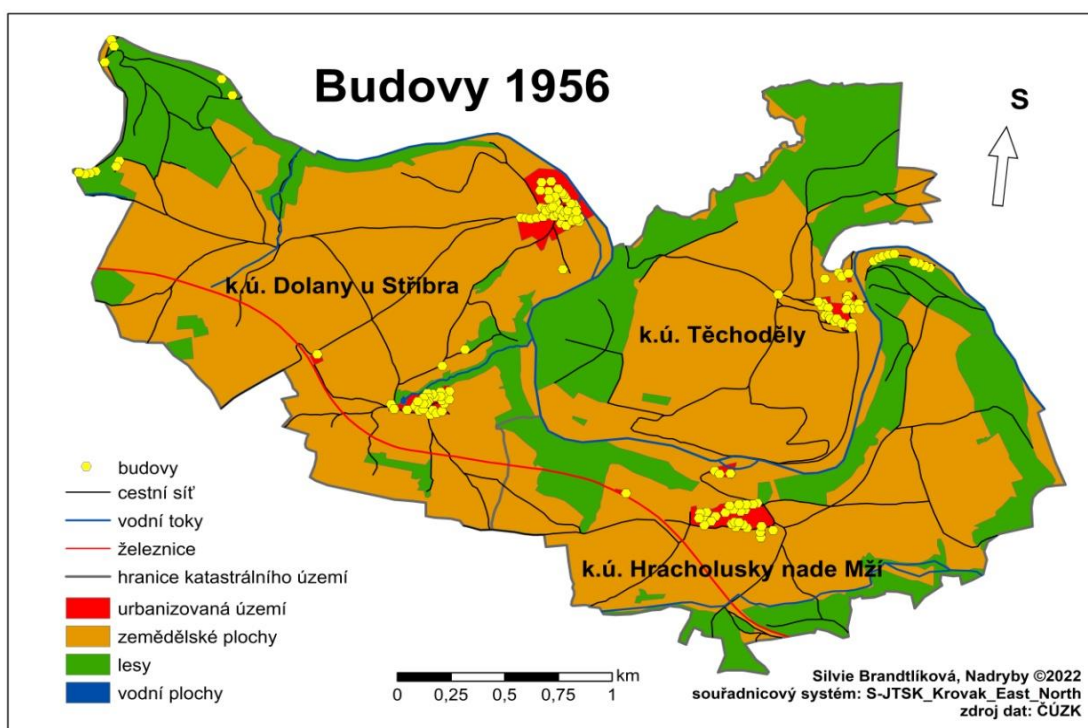 Budovy 1956
S
k.ú. Dolany u Stříbra
k.ú. Těchoděly
k.ú. Hracholusky nade Mží
budovy
cestní síť
vodní toky
železnice
hranice katastrálního území
urbanizovaná území
zemědělské plochy
lesy
vodní plochy
km
0 0,25 0,5 1
Silvie Brandtlíková, Nadryby ©2022
souřadnicový systém: S-JTSK_Krovak_East_North
zdroj dat: ČÚZK